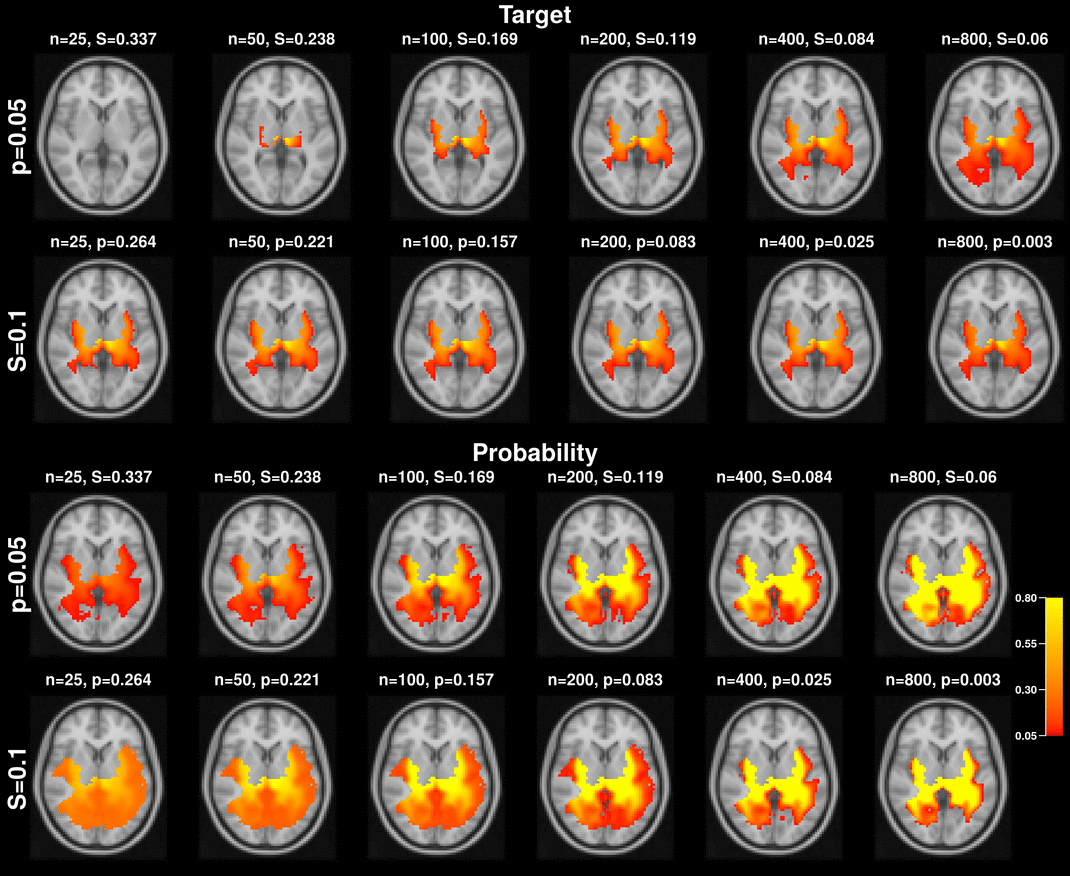 Target
n=25, S=0.337 n=50, S=0.238 n=100, S=0.169 n=200, S=0.119 n=400, S=0.084 n=800, S=0.06
p=0.05
n=25, p=0.264 n=50, p=0.221 n=100, p=0.157 n=200, p=0.083 n=400, p=0.025 n=800, p=0.003
S=0.1
Probability
n=25, S=0.337 n=50, S=0.238 n=100, S=0.169 n=200, S=0.119 n=400, S=0.084 n=800, S=0.06
p=0.05
0.80
0.55
0.30
0.05
n=25, p=0.264 n=50, p=0.221 n=100, p=0.157 n=200, p=0.083 n=400, p=0.025 n=800, p=0.003
S=0.1